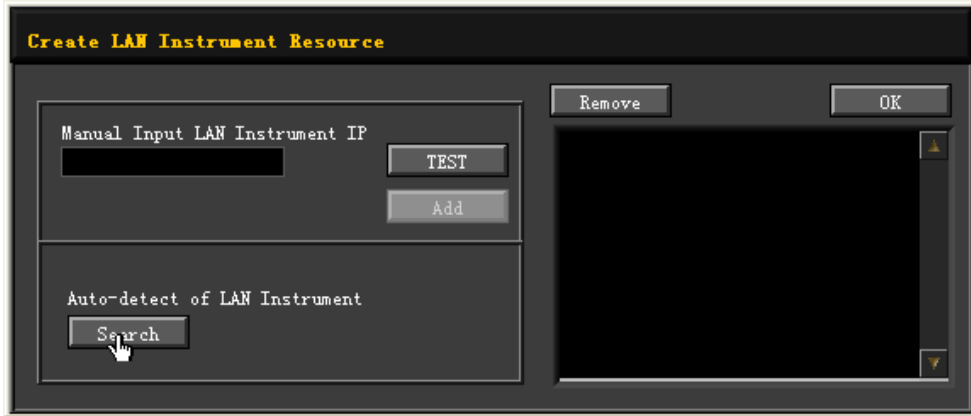 Create LAN Instrument Resource
Remove
OK
Manual Input LAN Instrument IP
TEST
Add
Auto-detect of LAN Instrument
Search